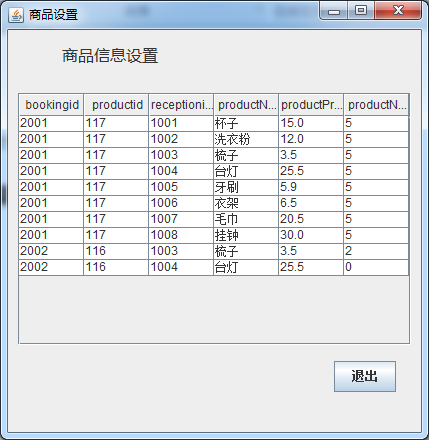 商品设置
商品信息设置
bookingid productid receptioni... productN... productPr... productN...
2001 117 1001 杯子 15.0 5
2001 117 1002 洗衣粉 12.0 5
2001 117 1003 梳子 3.5 5
2001 117 1004 台灯 25.5 5
2001 117 1005 牙刷 5.9 5
2001 117 1006 衣架 6.5 5
2001 117 1007 毛巾 20.5 5
2001 117 1008 挂钟 30.0 5
2002 116 1003 梳子 3.5 2
2002 116 1004 台灯 25.5 0
退出